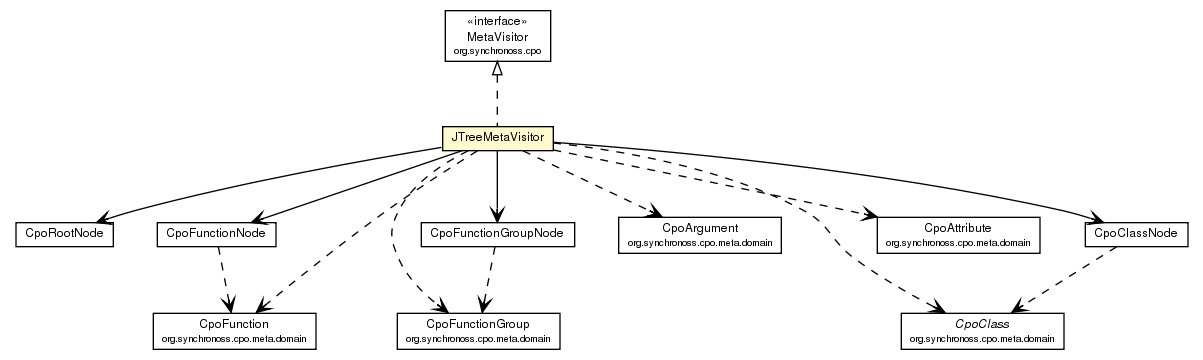 «interface»
MetaVisitor
org.synchronoss.cpo
JTreeMetaVisitor
CpoRootNode
CpoFunctionNode
CpoFunctionGroupNode
CpoArgument
org.synchronoss.cpo.meta.domain
CpoAttribute
org.synchronoss.cpo.meta.domain
CpoClassNode
CpoFunction
org.synchronoss.cpo.meta.domain
CpoFunctionGroup
org.synchronoss.cpo.meta.domain
CpoClass
org.synchronoss.cpo.meta.domain